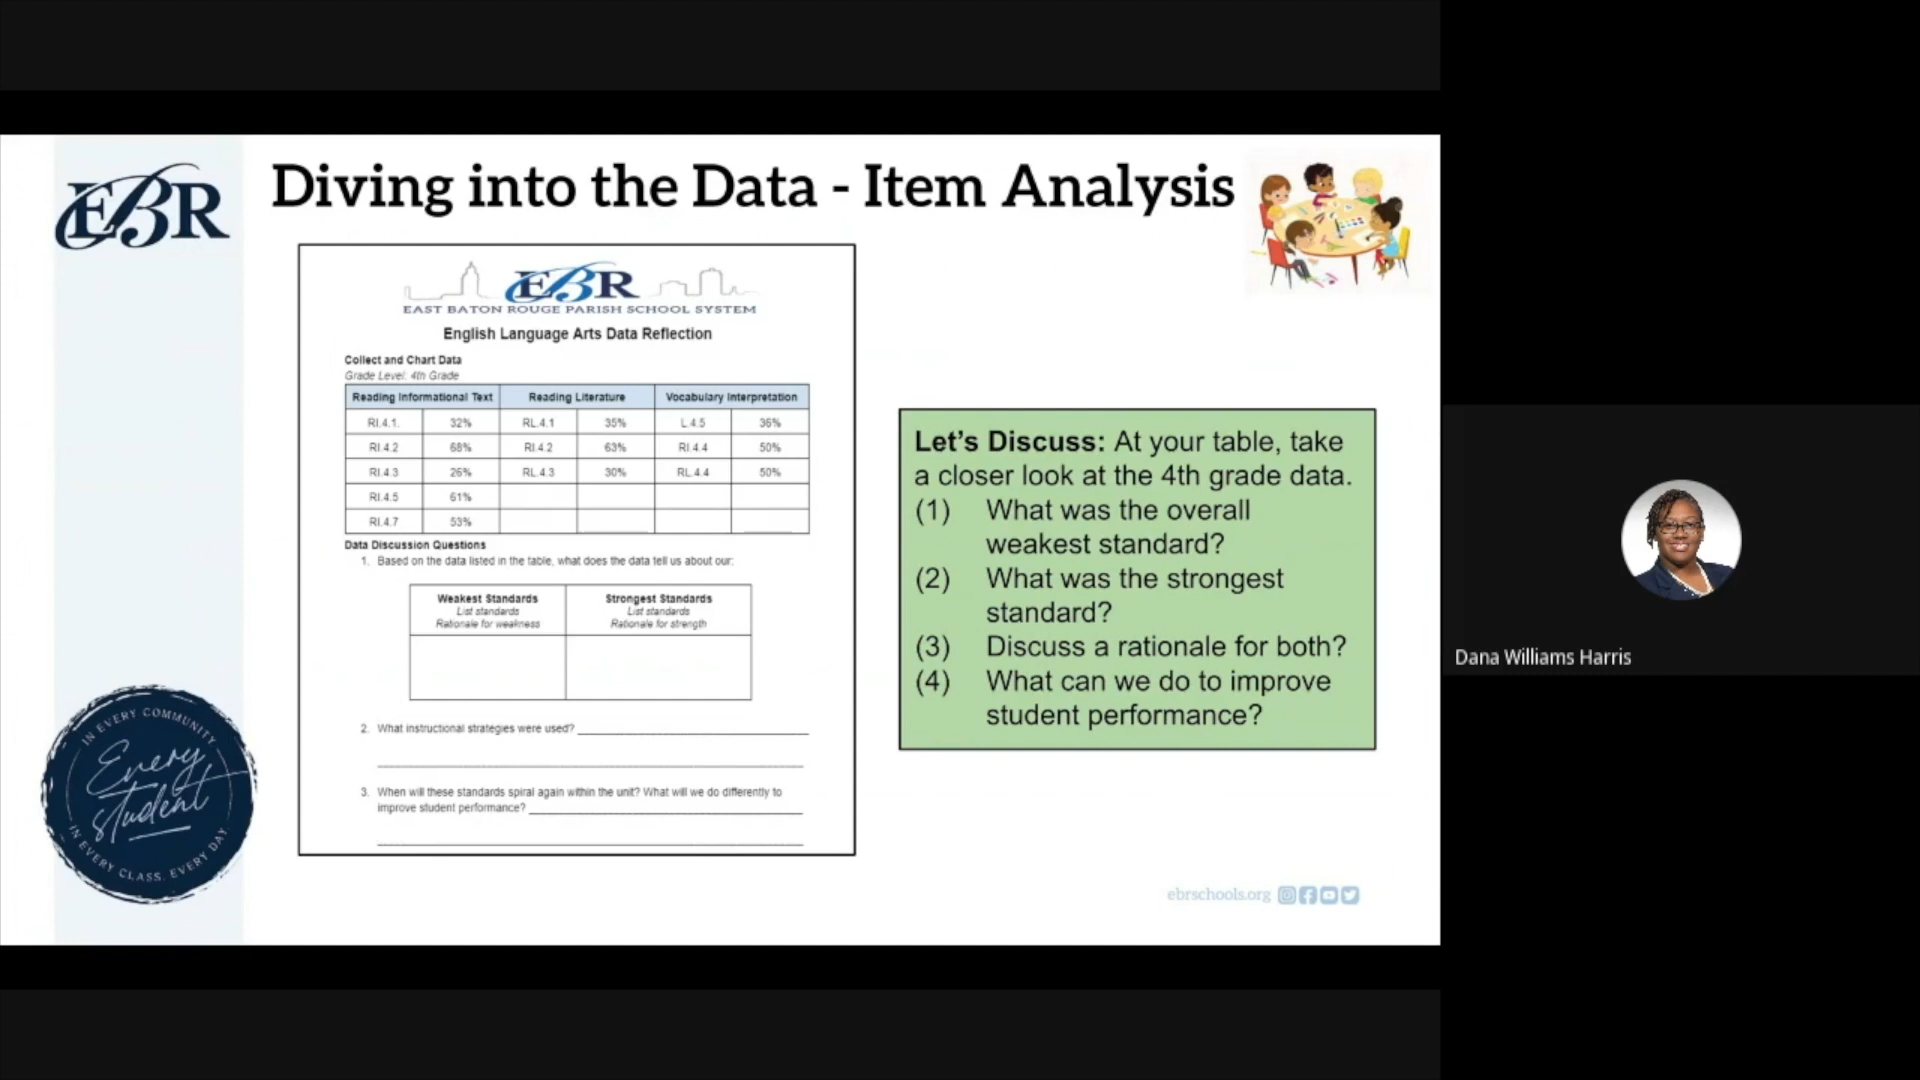 EBR
Diving into the Data - Item Analysis
EBR
EAST BATON ROUGE PARISH SCHOOL SYSTEM
English Language Arts Data Reflection
Collect and Chart Data
Grade Level: 4th Grade
Reading Informational Text Reading Literature Vocabulary Interpretation
RI.4.1. 32% RL.4.1 35% L.4.5 36%
RI.4.2 68% RI.4.2 63% RI.4.4 50%
RI.4.3 26% RL.4.3 30% RL.4.4 50%
RI.4.5 61%
RI.4.7 53%
Data Discussion Questions
1. Based on the data listed in the table, what does the data tell us about our:
Weakest Standards Strongest Standards
List standards List standards
Rationale for weakness Rationale for strength
2. What instructional strategies were used?
3. When will these standards spiral again within the unit? What will we do differently to
improve student performance?
Let's Discuss: At your table, take
a closer look at the 4th grade data.
(1) What was the overall
weakest standard?
(2) What was the strongest
standard?
(3) Discuss a rationale for both?
(4) What can we do to improve
student performance?
IN EVERY COMMUNITY
Every
student
IN EVERY CLASS. EVERY DAY.
ebrschools.org
Dana Williams Harris